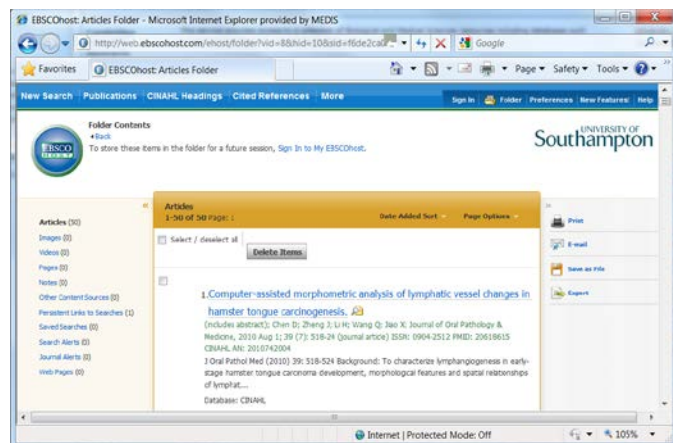 EBSCOhost: Articles Folder - Microsoft Internet Explorer provided by MEDIS
http://web.ebscohost.com/ehost/folder?vid=8&hid=10&sid=f6de2ca
Google
Favorites
EBSCOhost: Articles Folder
Page
Safety
Tools
New Search
Publications
CINAHL Headings
Cited References
More
Sign In
Folder
Preferences
New Features!
Help
EBSCO
HOST
Folder Contents
Back
To store these items in the folder for a future session, Sign In to My EBSCOhost.
UNIVERSITY OF
Southampton
Articles (50)
Images (0)
Videos (0)
Pages (0)
Notes (0)
Other Content Sources (0)
Persistent Links to Searches (1)
Saved Searches (0)
Search Alerts (0)
Journal Alerts (0)
Web Pages (0)
Articles
1-50 of 50 Page: 1
Date Added Sort
Page Options
Select / deselect all
Delete Items
1.Computer-assisted morphometric analysis of lymphatic vessel changes in
hamster tongue carcinogenesis.
(includes abstract); Chen D; Zheng J; Li H; Wang Q; Jiao X; Journal of Oral Pathology &
Medicine, 2010 Aug 1; 39 (7): 518-24 (journal article) ISSN: 0904-2512 PMID: 20618615
CINAHL AN: 2010742004
J Oral Pathol Med (2010) 39: 518-524 Background: To characterize lymphangiogenesis in early-
stage hamster tongue carcinoma development, morphological features and spatial relationships
of lymphat....
Database: CINAHL
Print
E-mail
Save as File
Export
Internet | Protected Mode: Off
105%